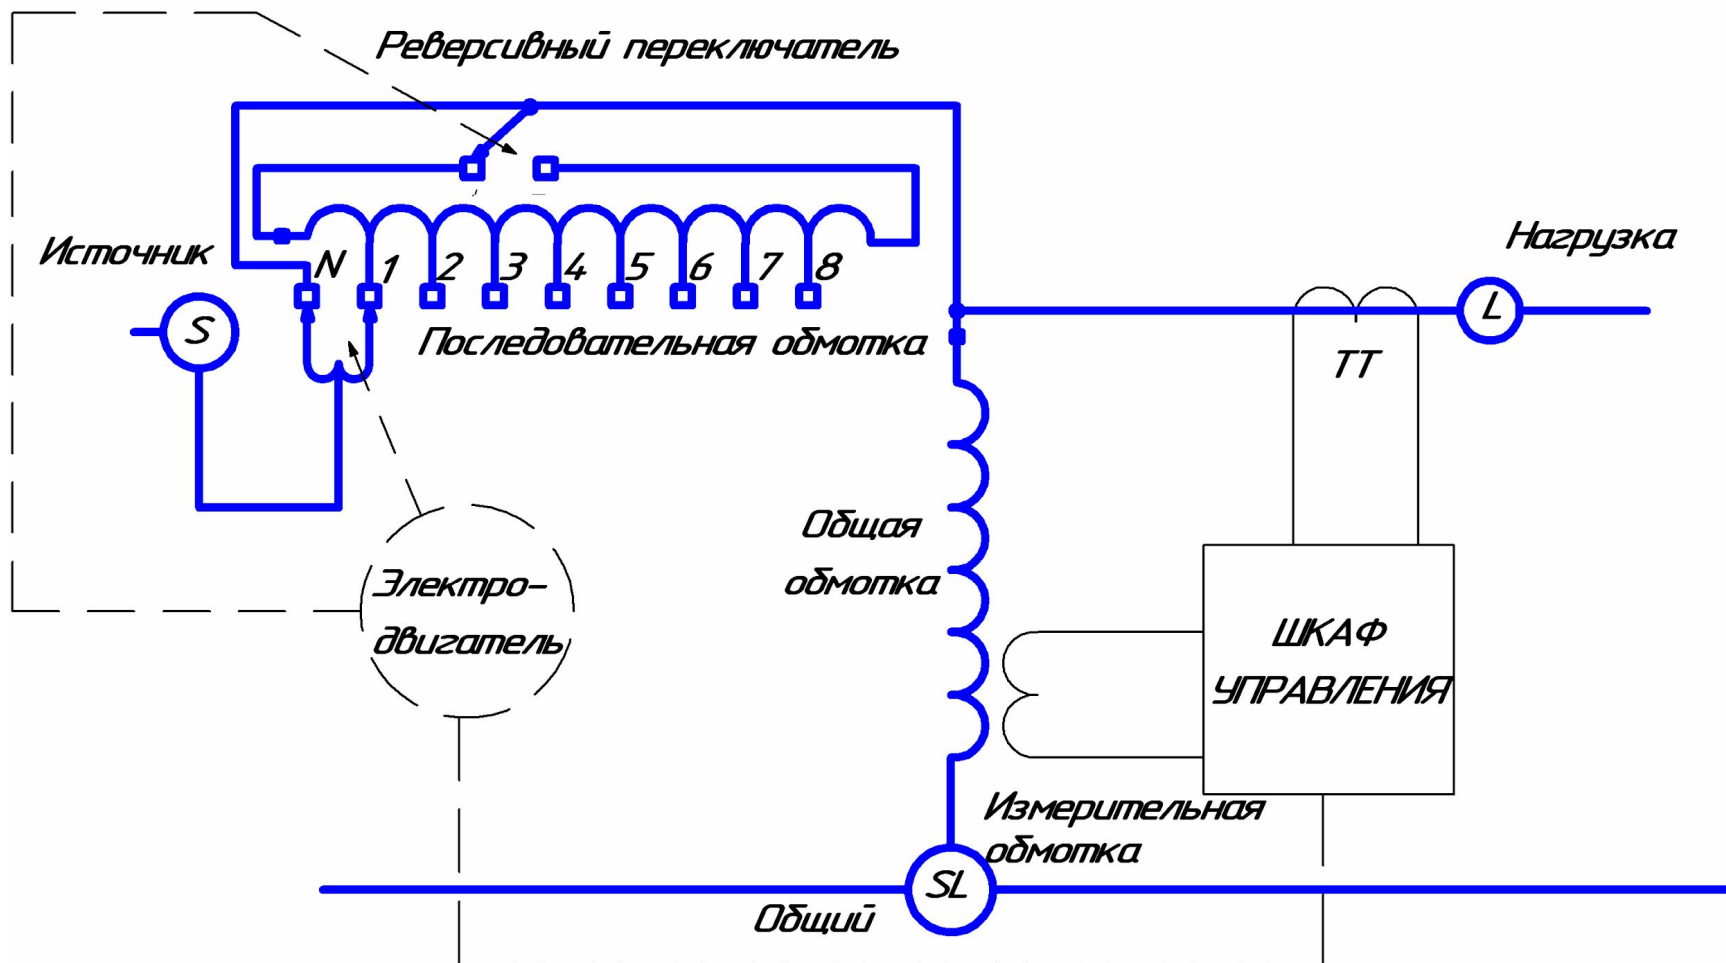 Реверсивный переключатель
Источник
N 1 2 3 4 5 6 7 8
Нагрузка
S
L
Последовательная обмотка
ТТ
Общая
обмотка
Электро-
двигатель
ШКАФ
УПРАВЛЕНИЯ
Измерительная
обмотка
SL
Общий